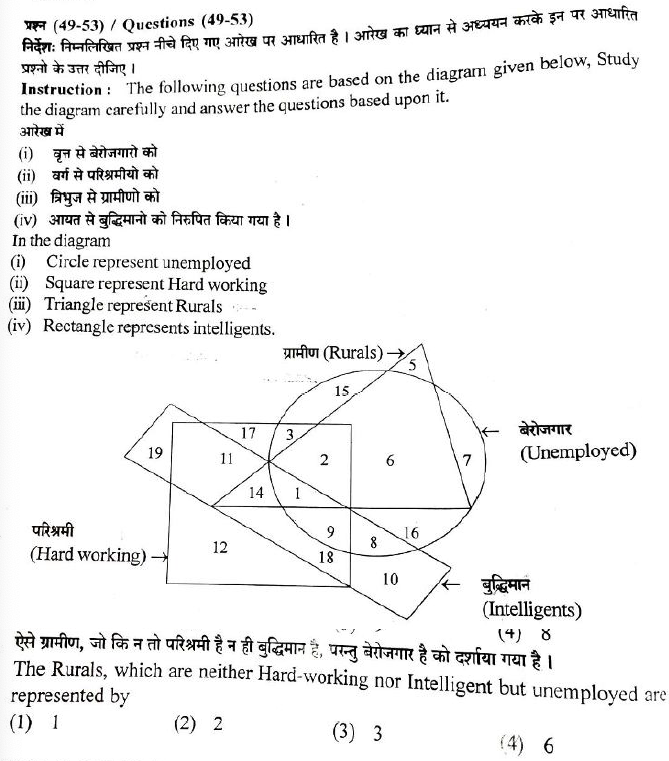 प्रश्न (49-53) / Questions (49-53)
निर्देशः निम्नलिखित प्रश्न नीचे दिए गए आरेख पर आधारित है । आरेख का ध्यान से अध्ययन करके इन पर आधारित
प्रश्नो के उत्तर दीजिए ।
Instruction : The following questions are based on the diagram given below, Study
the diagram carefully and answer the questions based upon it.
आरेख में
(i) वृत्त से बेरोजगारो को
(ii) वर्ग से परिश्रमीयो को
(iii) त्रिभुज से ग्रामीणो को
(iv) आयत से बुद्धिमानो को निरुपित किया गया है ।
In the diagram
(i) Circle represent unemployed
(ii) Square represent Hard working
(iii) Triangle represent Rurals
(iv) Rectangle represents intelligents.
ग्रामीण (Rurals)
5
15
17
3
बेरोजगार
19
11
2
6
7
(Unemployed)
14
1
परिश्रमी
9
16
(Hard working)
12
8
18
10
बुद्धिमान
(Intelligents)
(4) 8
ऐसे ग्रामीण, जो कि न तो परिश्रमी है न ही बुद्धिमान है, परन्तु बेरोजगार है को दर्शाया गया है ।
The Rurals, which are neither Hard-working nor Intelligent but unemployed are
represented by
(1) 1 (2) 2 (3) 3 (4) 6